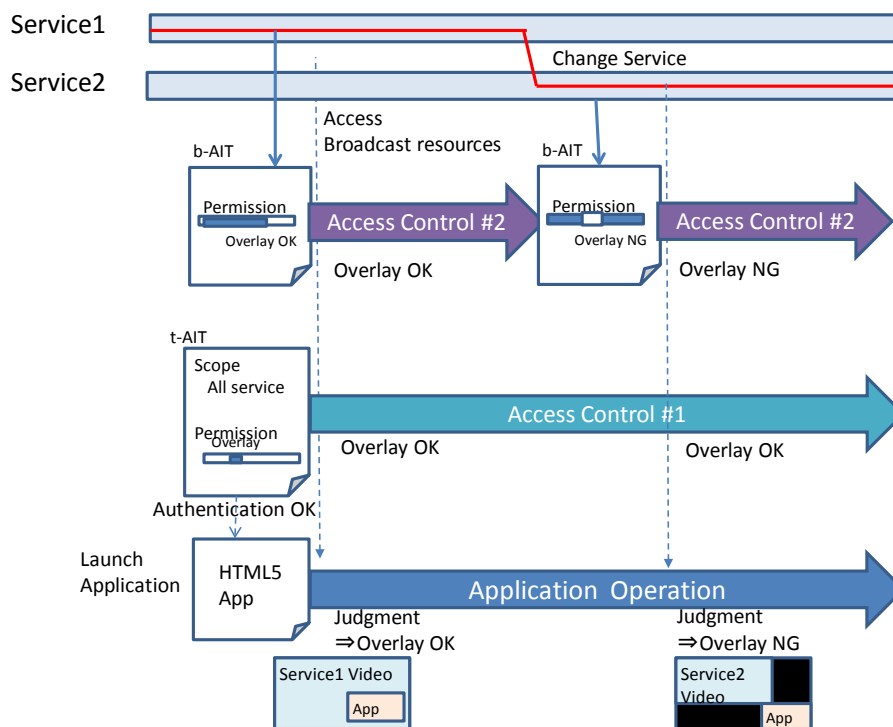 Service1
Change Service
Service2
Access
Broadcast resources
b-AIT
b-AIT
Permission
Overlay OK
Access Control #2
Permission
Overlay NG
Access Control #2
Overlay OK
Overlay NG
t-AIT
Scope
All service
Permission
Overlay
Access Control #1
Overlay OK
Overlay OK
Authentication OK
Launch
Application
HTML5
App
Application Operation
Judgment
⇒Overlay OK
Judgment
⇒Overlay NG
Service1 Video
App
Service2
Video
App